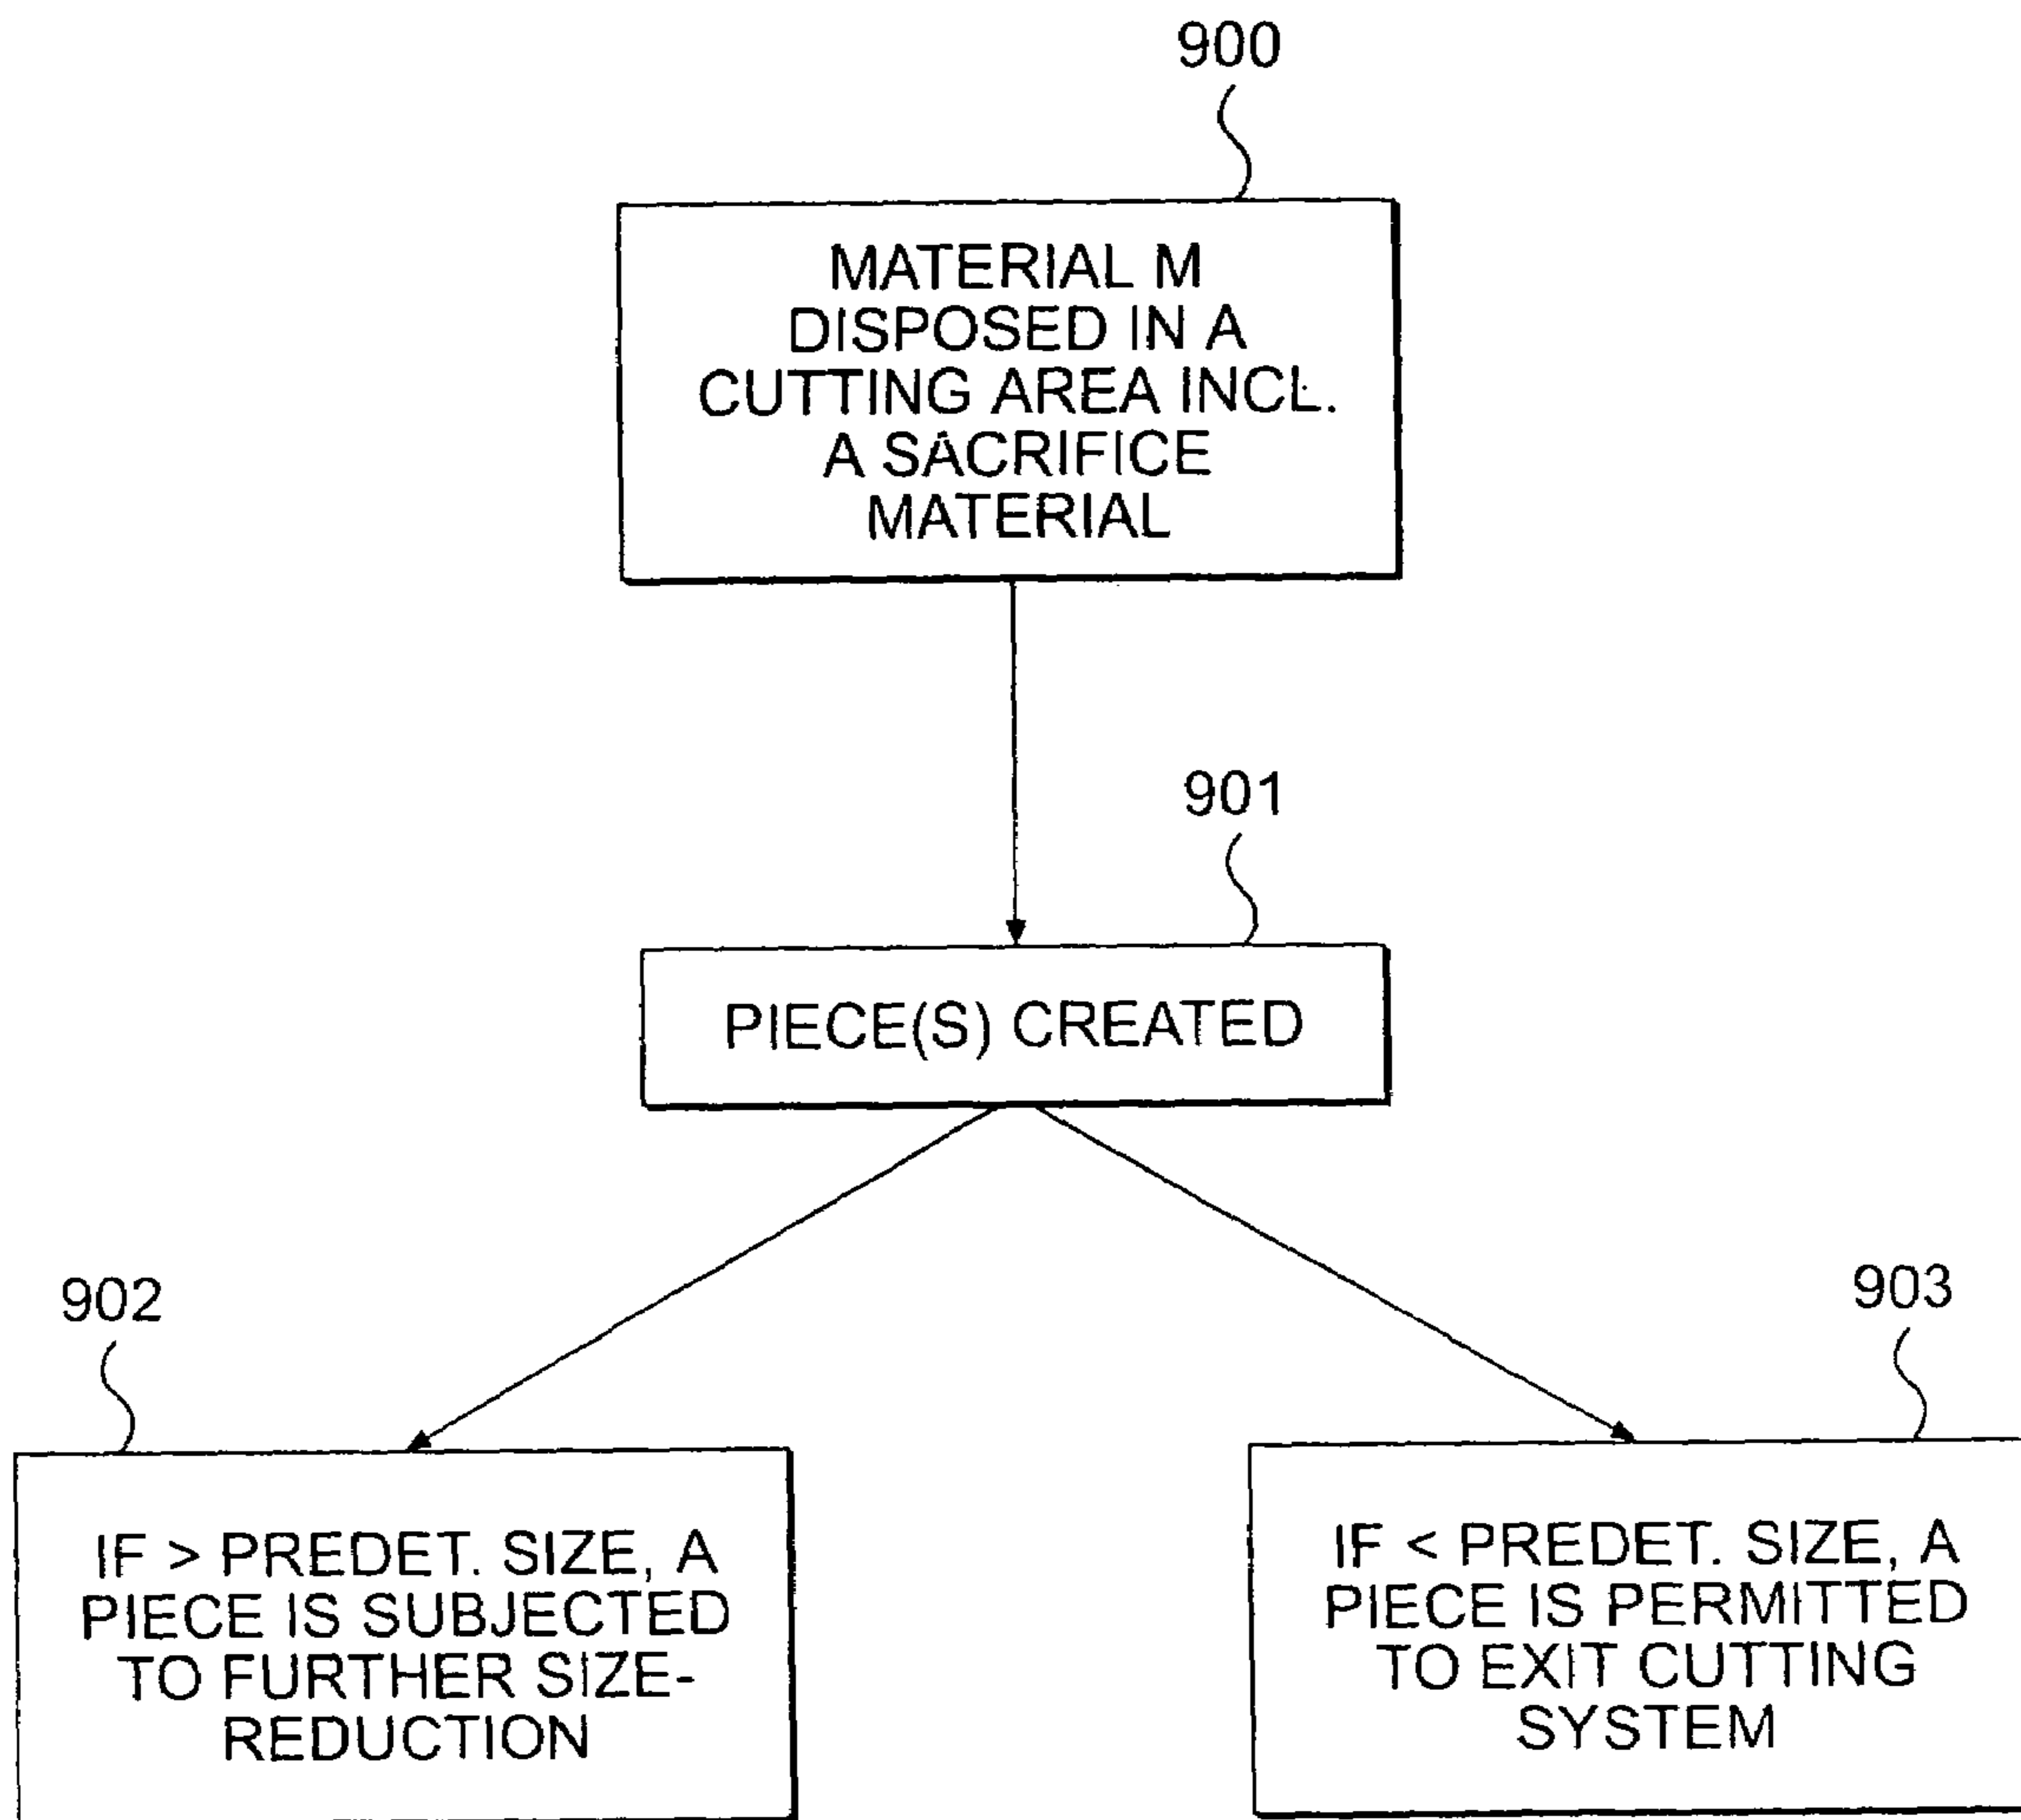 900
MATERIAL M
DISPOSED IN A
CUTTING AREA INCL.
A SACRIFICE
MATERIAL
901
PIECE(S) CREATED
902
IF > PREDET. SIZE, A
PIECE IS SUBJECTED
TO FURTHER SIZE-
REDUCTION
903
IF < PREDET. SIZE, A
PIECE IS PERMITTED
TO EXIT CUTTING
SYSTEM